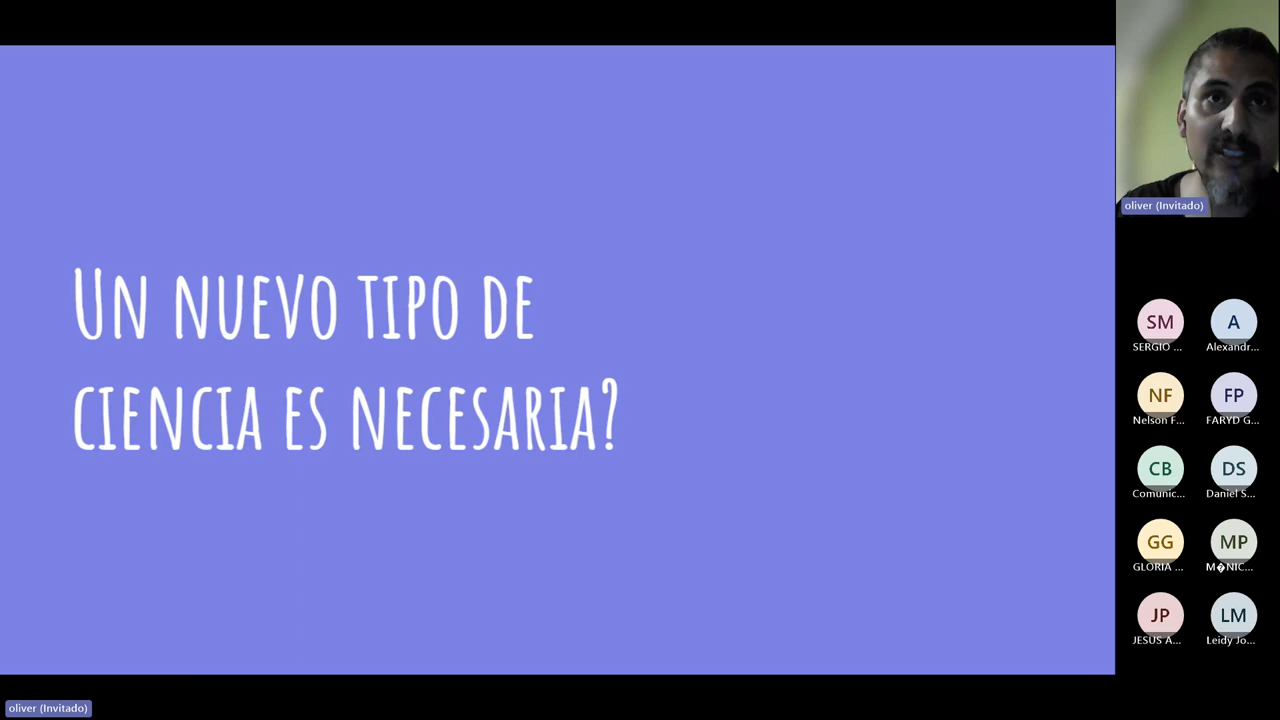 Un nuevo tipo de
ciencia es necesaria?
oliver (Invitado)
SM
SERGIO ...
A
Alexandr...
NF
Nelson F...
FP
FARYD G...
CB
Comunic...
DS
Daniel S...
GG
GLORIA ...
MP
M�NIC...
JP
JESUS A...
LM
Leidy Jo...
oliver (Invitado)